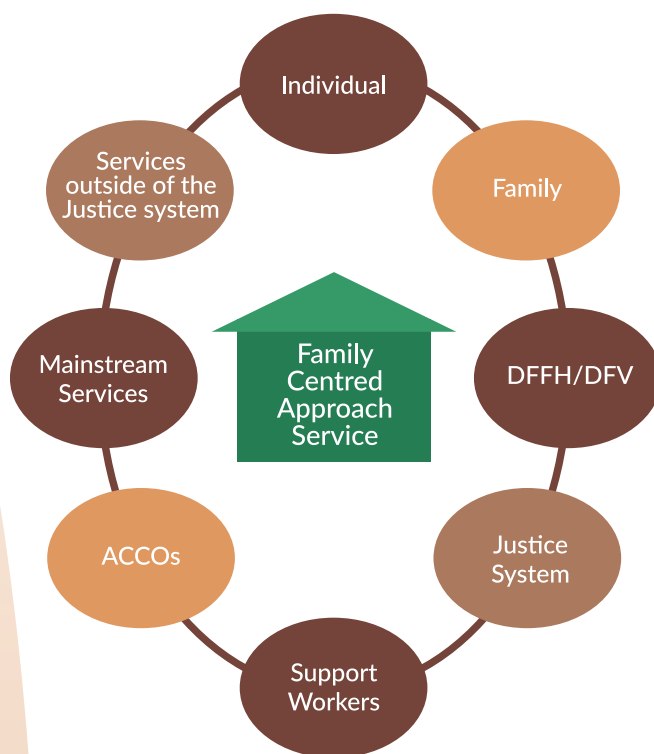 Individual
Family
DFFH/DFV
Justice
System
Support
Workers
ACCOs
Mainstream
Services
Services
outside of the
Justice system
Family
Centred
Approach
Service